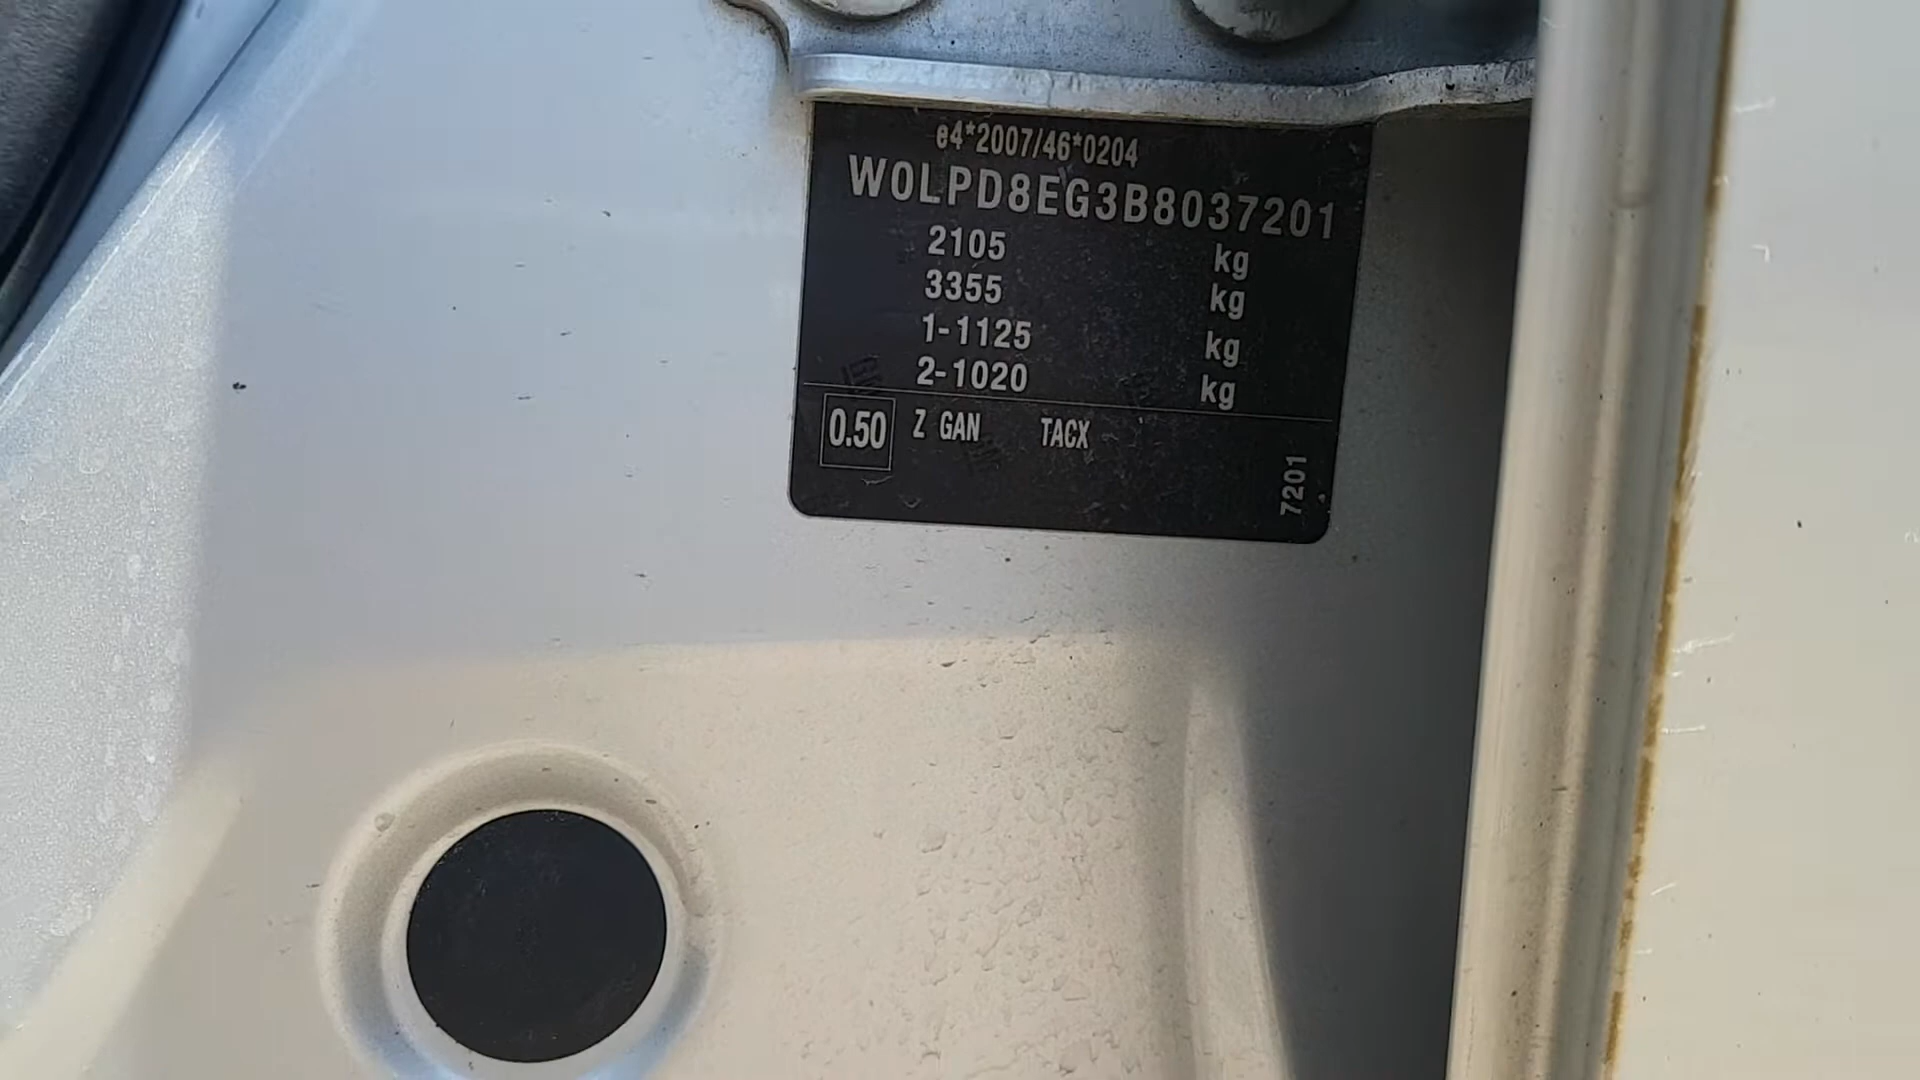 e4*2007/46*0204
W0LPD8EG3B8037201
2105 kg
3355 kg
1-1125 kg
2-1020 kg
0.50 Z GAN TACX
7201